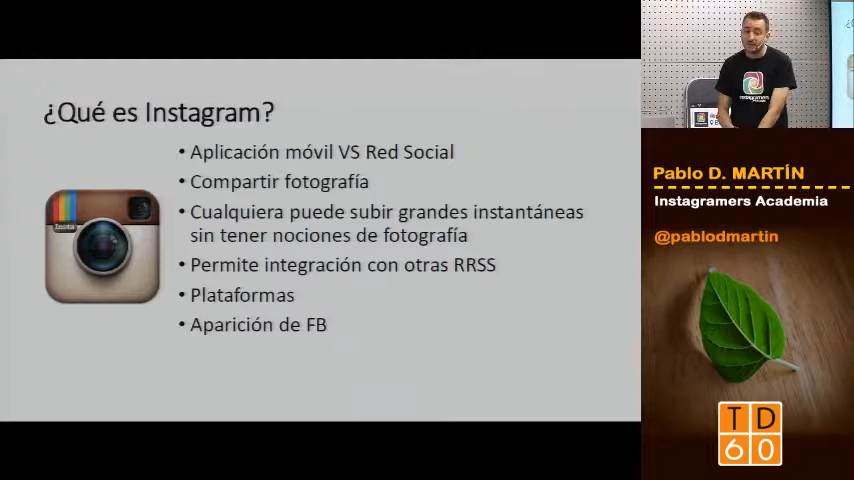 ¿Qué es Instagram?
• Aplicación móvil VS Red Social
• Compartir fotografía
• Cualquiera puede subir grandes instantáneas
sin tener nociones de fotografía
• Permite integración con otras RRSS
• Plataformas
• Aparición de FB
Pablo D. MARTÍN
Instagramers Academia
@pablodmartin
TD
60